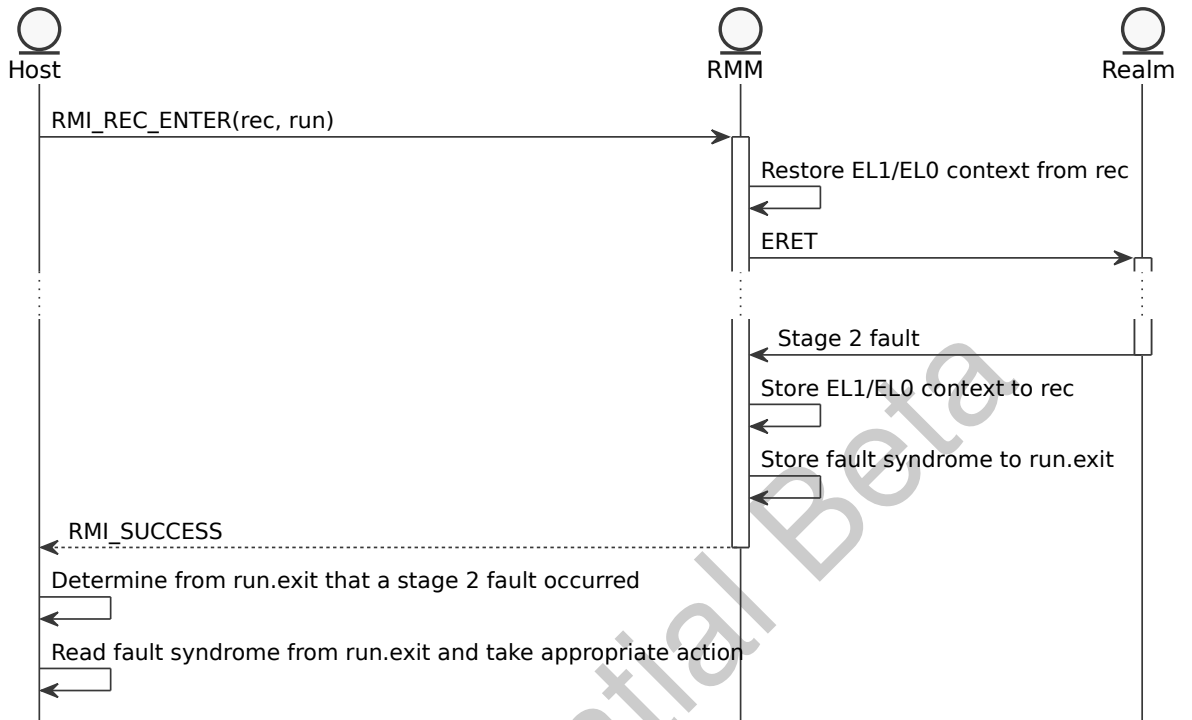 Host
RMM
Realm
RMI_REC_ENTER(rec, run)
Restore EL1/EL0 context from rec
ERET
Stage 2 fault
Store EL1/EL0 context to rec
Store fault syndrome to run.exit
RMI_SUCCESS
Determine from run.exit that a stage 2 fault occurred
Read fault syndrome from run.exit and take appropriate action
tial Beta